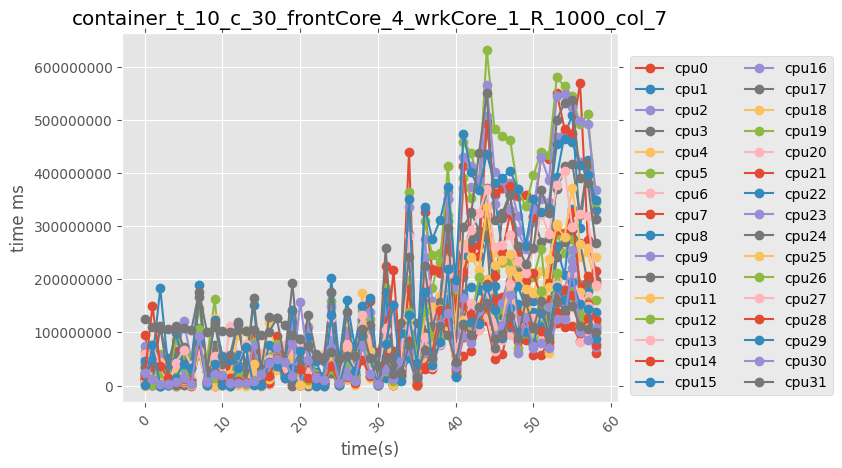 container_t_10_c_30_frontCore_4_wrkCore_1_R_1000_col_7
time ms
600000000
500000000
400000000
300000000
200000000
100000000
0
0
10
20
30
40
50
60
time(s)
cpu0
cpu1
cpu2
cpu3
cpu4
cpu5
cpu6
cpu7
cpu8
cpu9
cpu10
cpu11
cpu12
cpu13
cpu14
cpu15
cpu16
cpu17
cpu18
cpu19
cpu20
cpu21
cpu22
cpu23
cpu24
cpu25
cpu26
cpu27
cpu28
cpu29
cpu30
cpu31